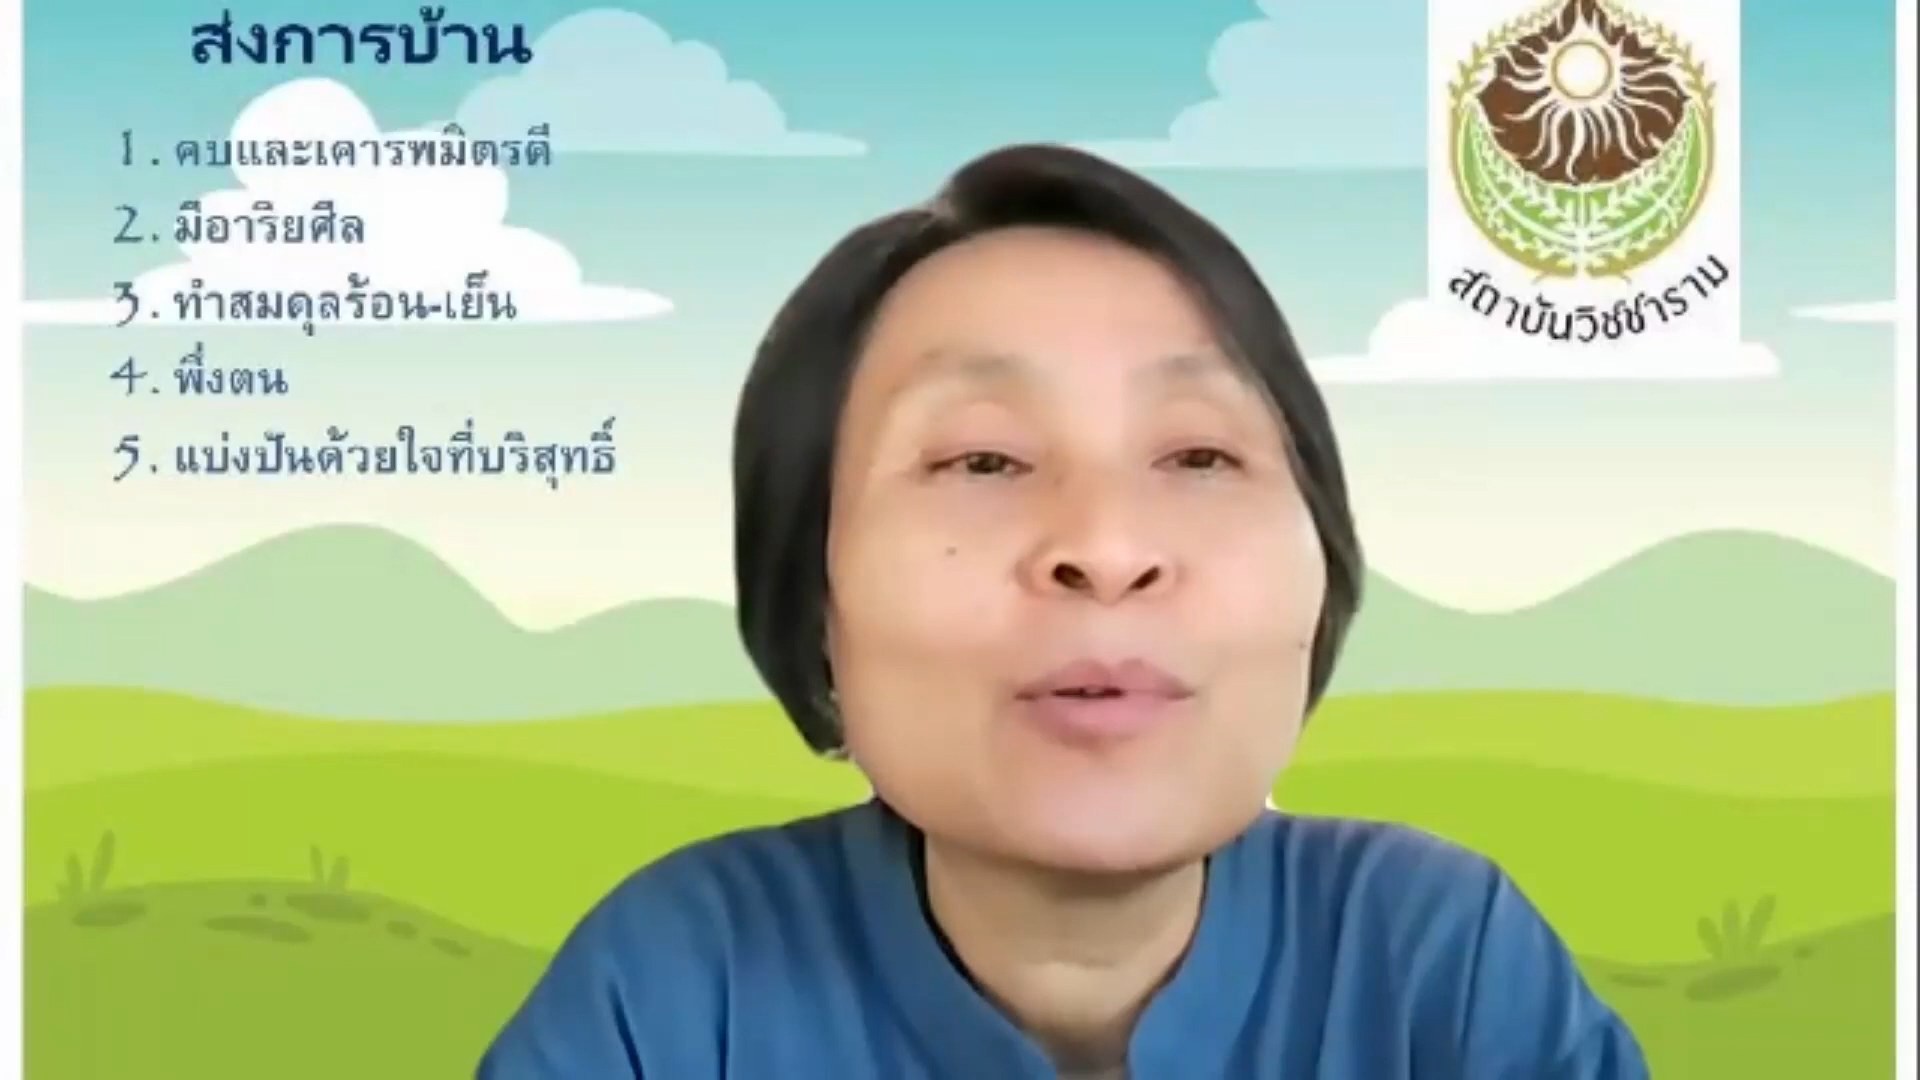 ส่งการบ้าน
1. คบและเคารพมิตรดี
2. มีอาริยศีล
3. ทำสมดุลร้อน-เย็น
4. พึ่งตน
5. แบ่งปันด้วยใจที่บริสุทธิ์
สถาบันวิชชาราม